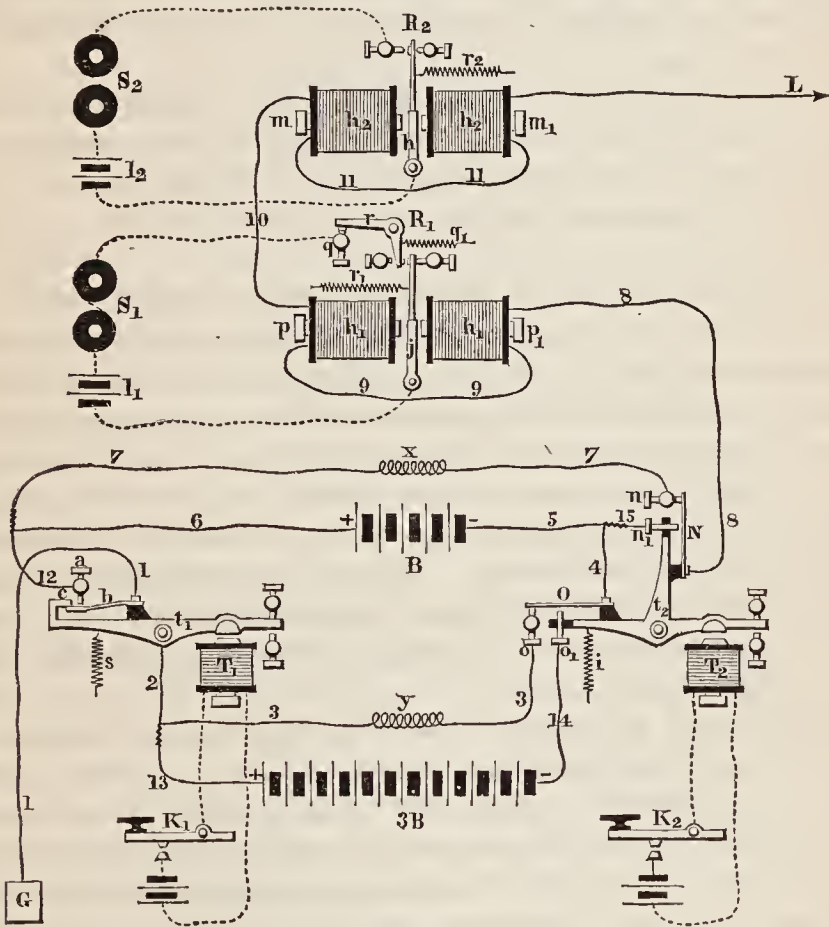 R2
r2
L
S2
m
h2
h
h2
m1
l2
11
11
10
r
R1
q
q1
r1
8
S1
p
h1
j
h1
p1
l1
9
9
7
x
7
n
6
+
B
-
5
15
n1
N
8
12
a
1
4
c
b
t1
O
t2
s
T1
o
o1
i
T2
2
3
y
3
14
13
+
3B
-
1
K1
K2
G